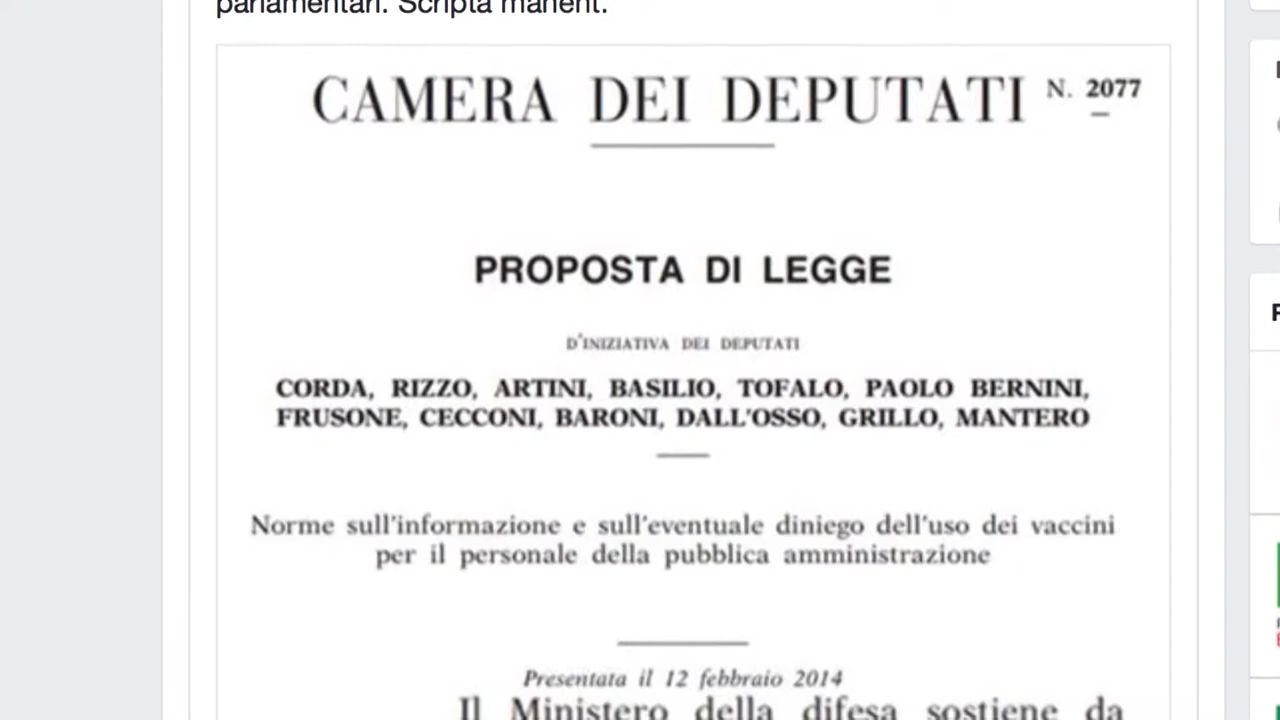 parlamentari. Scripta manent.
CAMERA DEI DEPUTATI N. 2077
PROPOSTA DI LEGGE
D'INIZIATIVA DEI DEPUTATI
CORDA, RIZZO, ARTINI, BASILIO, TOFALO, PAOLO BERNINI,
FRUSONE, CECCONI, BARONI, DALL'OSSO, GRILLO, MANTERO
Norme sull'informazione e sull'eventuale diniego dell'uso dei vaccini
per il personale della pubblica amministrazione
Presentata il 12 febbraio 2014
Il Ministero della difesa sostiene da